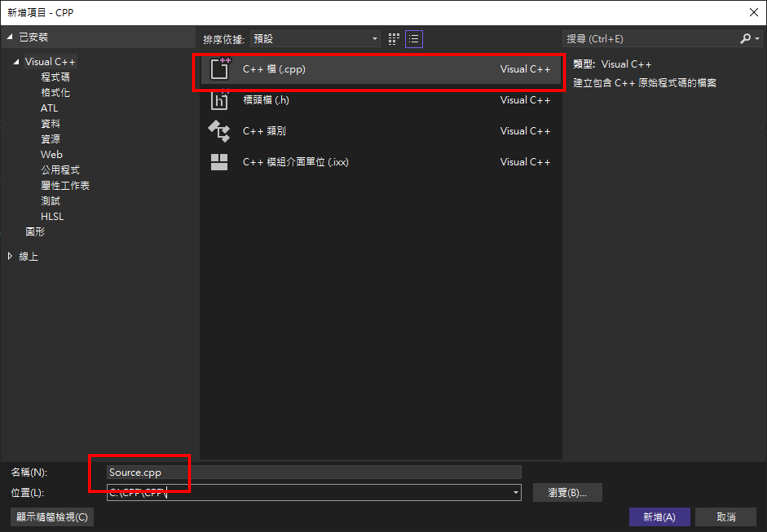 新增項目 - CPP
已安裝
排序依據: 預設
搜尋 (Ctrl+E)
Visual C++
程式碼
格式化
ATL
資料
資源
Web
公用程式
屬性工作表
測試
HLSL
圖形
線上
C++ 檔 (.cpp) Visual C++
標頭檔 (.h) Visual C++
C++ 類別 Visual C++
C++ 模組介面單位 (.ixx) Visual C++
類型: Visual C++
建立包含 C++ 原始程式碼的檔案
名稱(N): Source.cpp
位置(L): C:\CPP\CPP\ 瀏覽(B)...
顯示精簡檢視(C) 新增(A) 取消